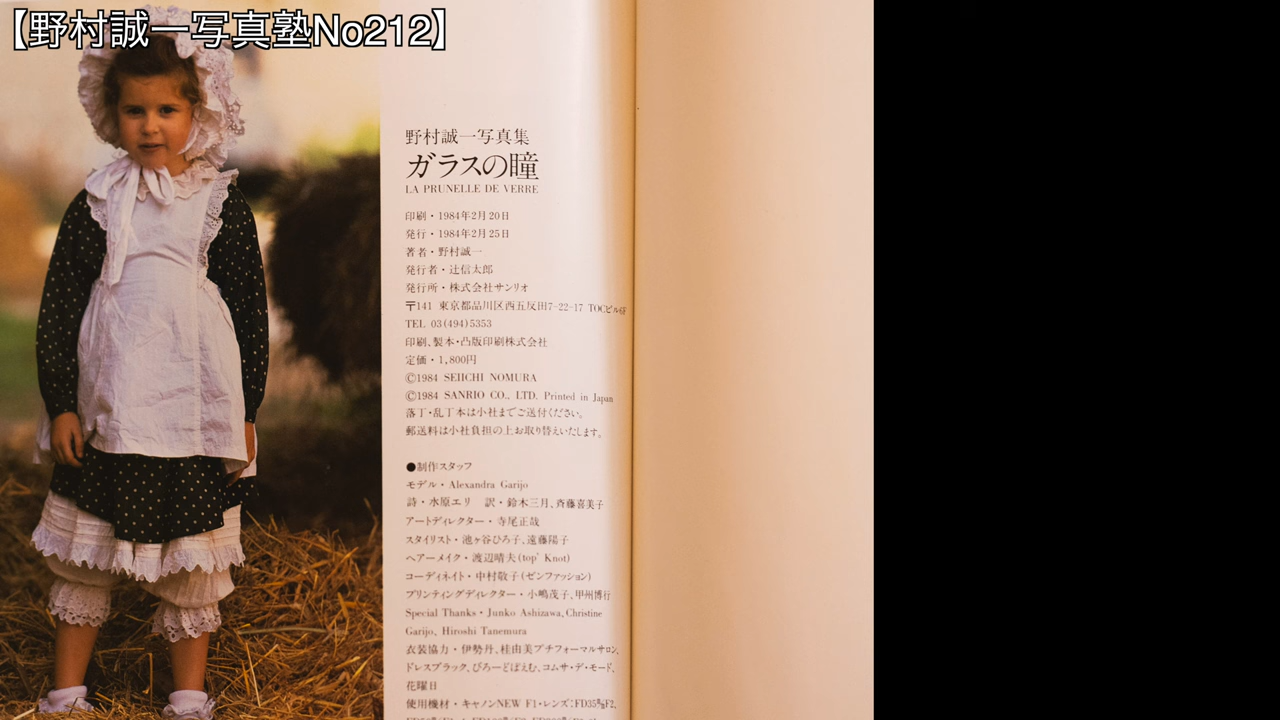 【野村誠一写真塾No212】
野村誠一写真集
ガラスの瞳
LA PRUNELLE DE VERRE
印刷・1984年2月20日
発行・1984年2月25日
著者・野村誠一
発行者・辻信太郎
発行所・株式会社サンリオ
〒141 東京都品川区西五反田7-22-17 TOCビル
TEL 03(494)5353
印刷、製本・凸版印刷株式会社
定価・1,800円
©1984 SEIICHI NOMURA
©1984 SANRIO CO., LTD. Printed in Japan
落丁・乱丁本は小社までご送付ください。
郵送料は小社負担の上お取り替えいたします。
●制作スタッフ
モデル・Alexandra Garijo
詩・水原エリ 訳・鈴木三月、斉藤喜美子
アートディレクター・寺尾正哉
スタイリスト・池ヶ谷ひろ子、遠藤陽子
ヘアーメイク・渡辺晴夫(top' Knot)
コーディネイト・中村敬子(ゼンファッション)
プリンティングディレクター・小嶋茂子、甲州博行
Special Thanks・Junko Ashizawa, Christine
Garijo, Hiroshi Tanemura
衣装協力・伊勢丹、桂由美プチフォーマルサロン、
ドレスブラック、びろーどばえむ、コムサ・デ・モード、
花曜日
使用機材・キャノンNEW F1・レンズ:FD35㎜F2,